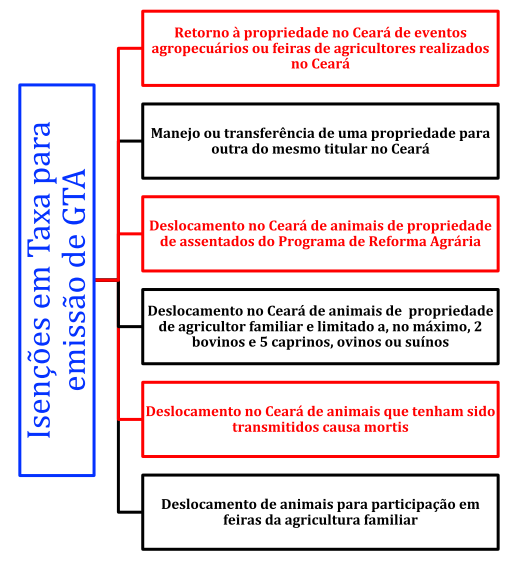 Isenções em Taxa para
emissão de GTA
Retorno à propriedade no Ceará de eventos
agropecuários ou feiras de agricultores realizados
no Ceará
Manejo ou transferência de uma propriedade para
outra do mesmo titular no Ceará
Deslocamento no Ceará de animais de propriedade
de assentados do Programa de Reforma Agrária
Deslocamento no Ceará de animais de propriedade
de agricultor familiar e limitado a, no máximo, 2
bovinos e 5 caprinos, ovinos ou suínos
Deslocamento no Ceará de animais que tenham sido
transmitidos causa mortis
Deslocamento de animais para participação em
feiras da agricultura familiar